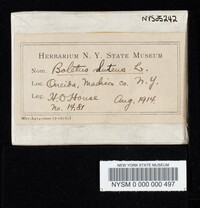 NYSf5242
HERBARIUM N. Y. STATE MUSEUM
NAME Boletus luteus L.
LOC. Oneida, Madison co. N.Y.
LEG. H. D. House Aug. 1914
No. 14.81
NEW YORK STATE MUSEUM
NYSM 0 000 000 497